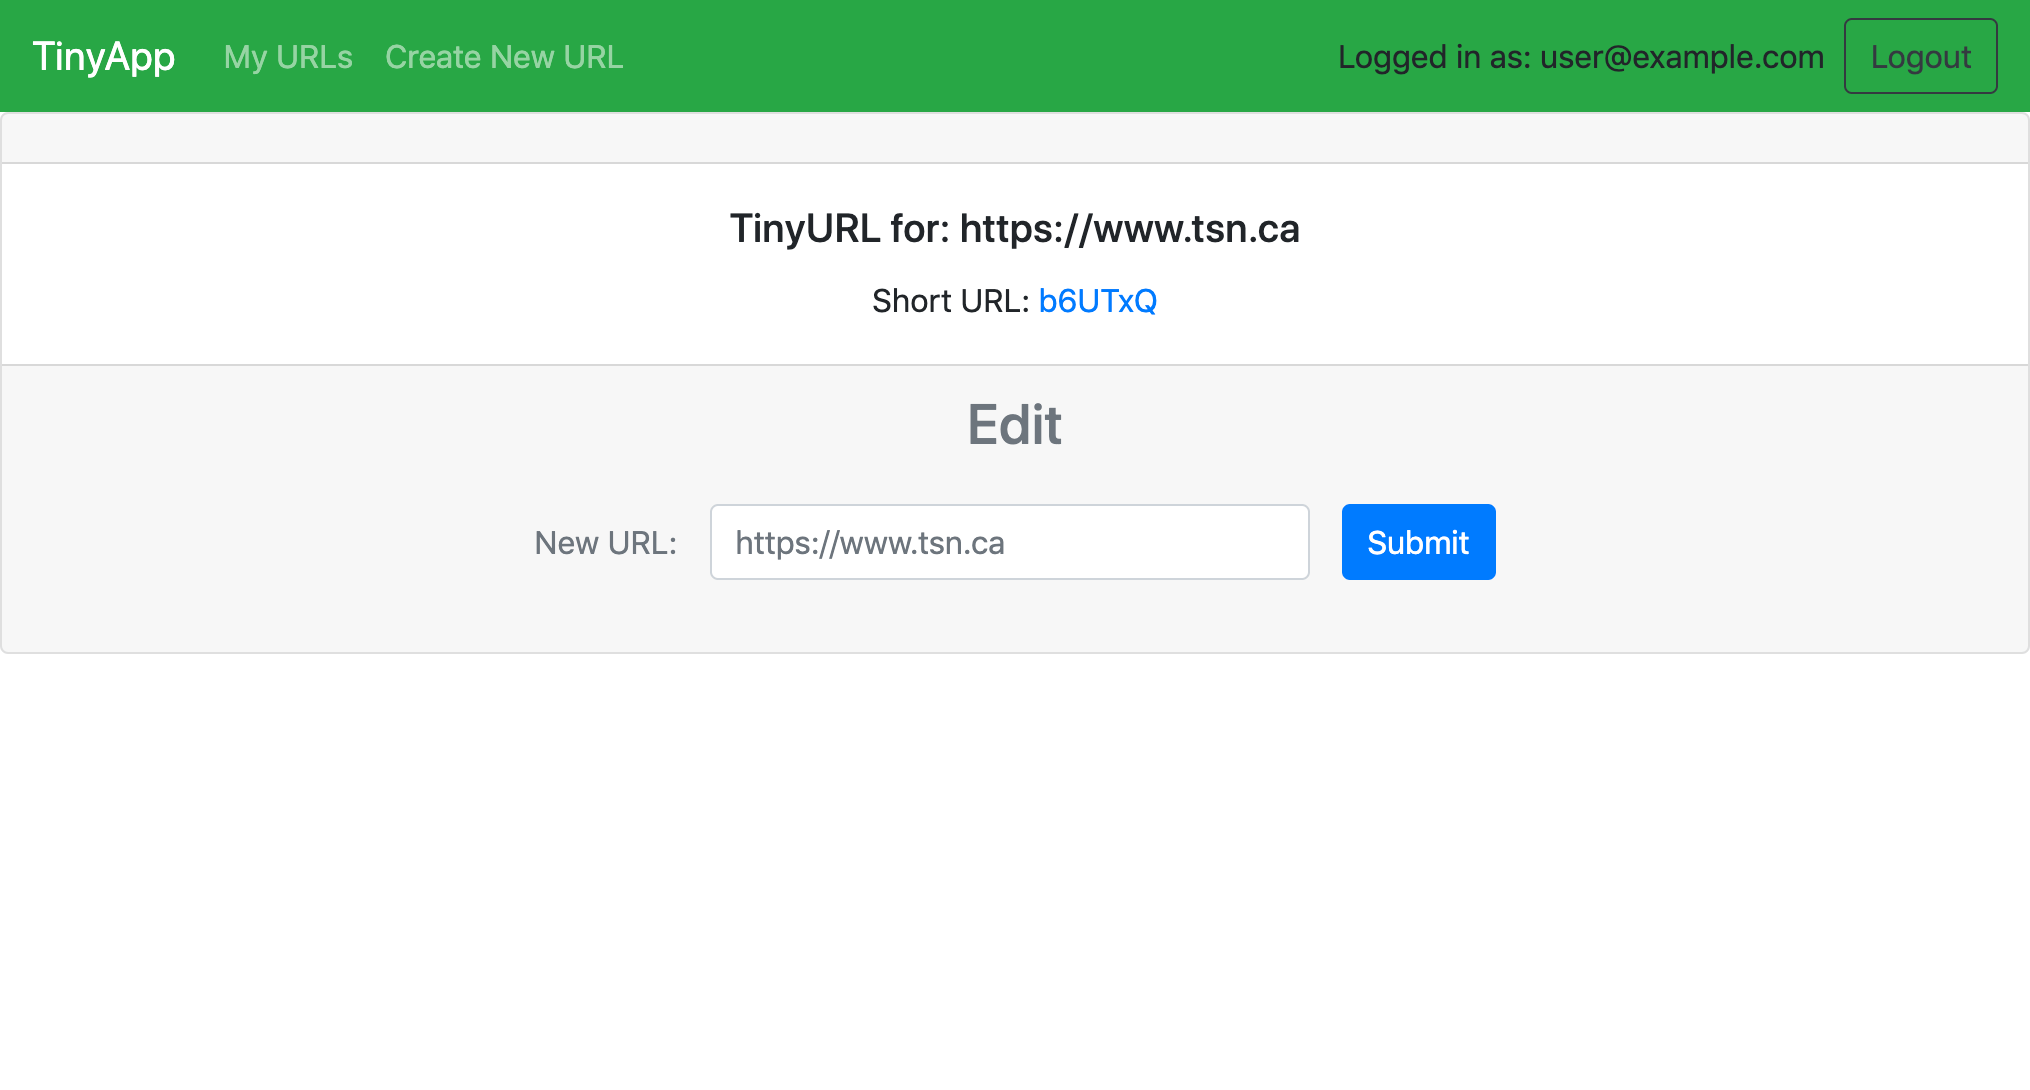 TinyApp My URLs Create New URL Logged in as: user@example.com Logout
TinyURL for: https://www.tsn.ca
Short URL: b6UTxQ
Edit
New URL: https://www.tsn.ca Submit